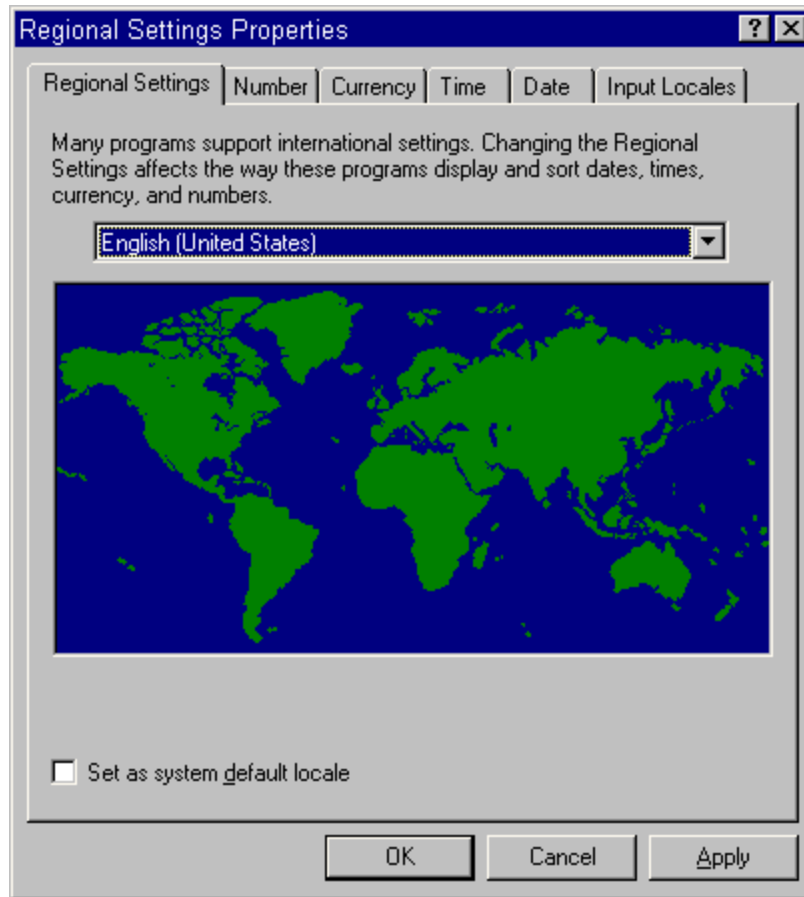 Regional Settings Properties
Regional Settings Number Currency Time Date Input Locales
Many programs support international settings. Changing the Regional
Settings affects the way these programs display and sort dates, times,
currency, and numbers.
English (United States)
Set as system default locale
OK Cancel Apply